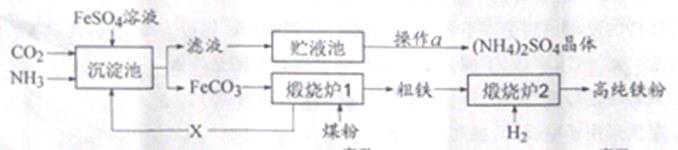 FeSO4溶液
CO2
NH3
沉淀池
滤液
贮液池
操作a
(NH4)2SO4晶体
FeCO3
煅烧炉1
粗铁
煅烧炉2
高纯铁粉
X
煤粉
H2